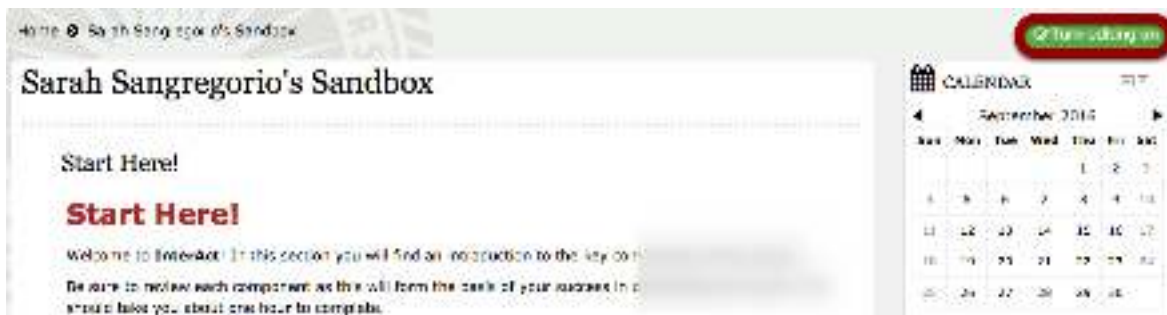 Home Sarah Sangregorio's Sandbox
Turn editing on
Sarah Sangregorio's Sandbox
CALENDAR
September 2016
Sun Mon Tue Wed Thu Fri Sat
1 2 3
4 5 6 7 8 9 10
11 12 13 14 15 16 17
18 19 20 21 22 23 24
25 26 27 28 29 30
Start Here!
Start Here!
Welcome to InterAct! In this section you will find an introduction to the key
Be sure to review each component as this will form the basis of your success in
should take you about one hour to complete.